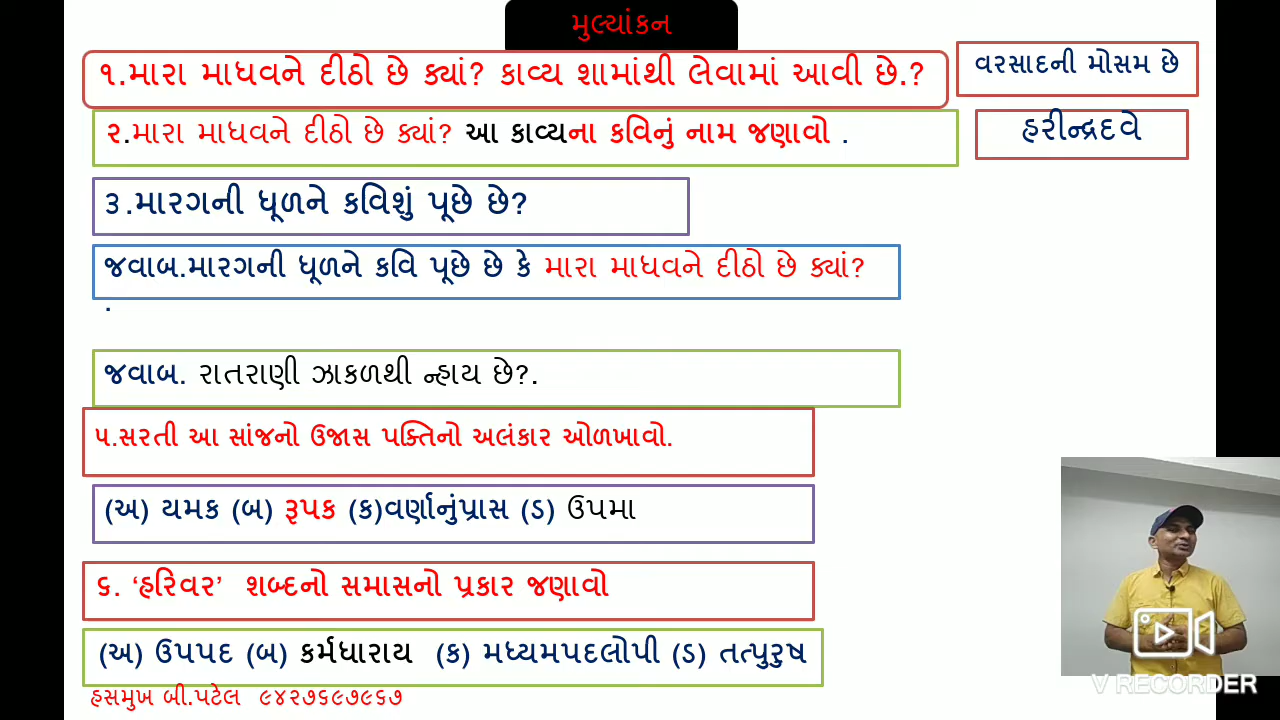 મુલ્યાંકન
૧.મારા માધવને દીઠો છે ક્યાં? કાવ્ય શામાંથી લેવામાં આવી છે.?
વરસાદની મોસમ છે
ર.મારા માધવને દીઠો છે ક્યાં? આ કાવ્યના કવિનું નામ જણાવો .
હરીન્દ્રદવે
૩.મારગની ધૂળને કવિશું પૂછે છે?
જવાબ.મારગની ધૂળને કવિ પૂછે છે કે મારા માધવને દીઠો છે ક્યાં?
.
જવાબ. રાતરાણી ઝાકળથી ન્હાય છે?.
૫.સરતી આ સાંજનો ઉજાસ પક્તિનો અલંકાર ઓળખાવો.
(અ) યમક (બ) રૂપક (ક)વર્ણાનુંપ્રાસ (ડ) ઉપમા
૬. ‘હરિવર’ શબ્દનો સમાસનો પ્રકાર જણાવો
(અ) ઉપપદ (બ) કર્મધારાય (ક) મધ્યમપદલોપી (ડ) તત્પુરુષ
હસમુખ બી.પટેલ ૯૪૨૭૬૯૭૯૬૭
V RECORDER